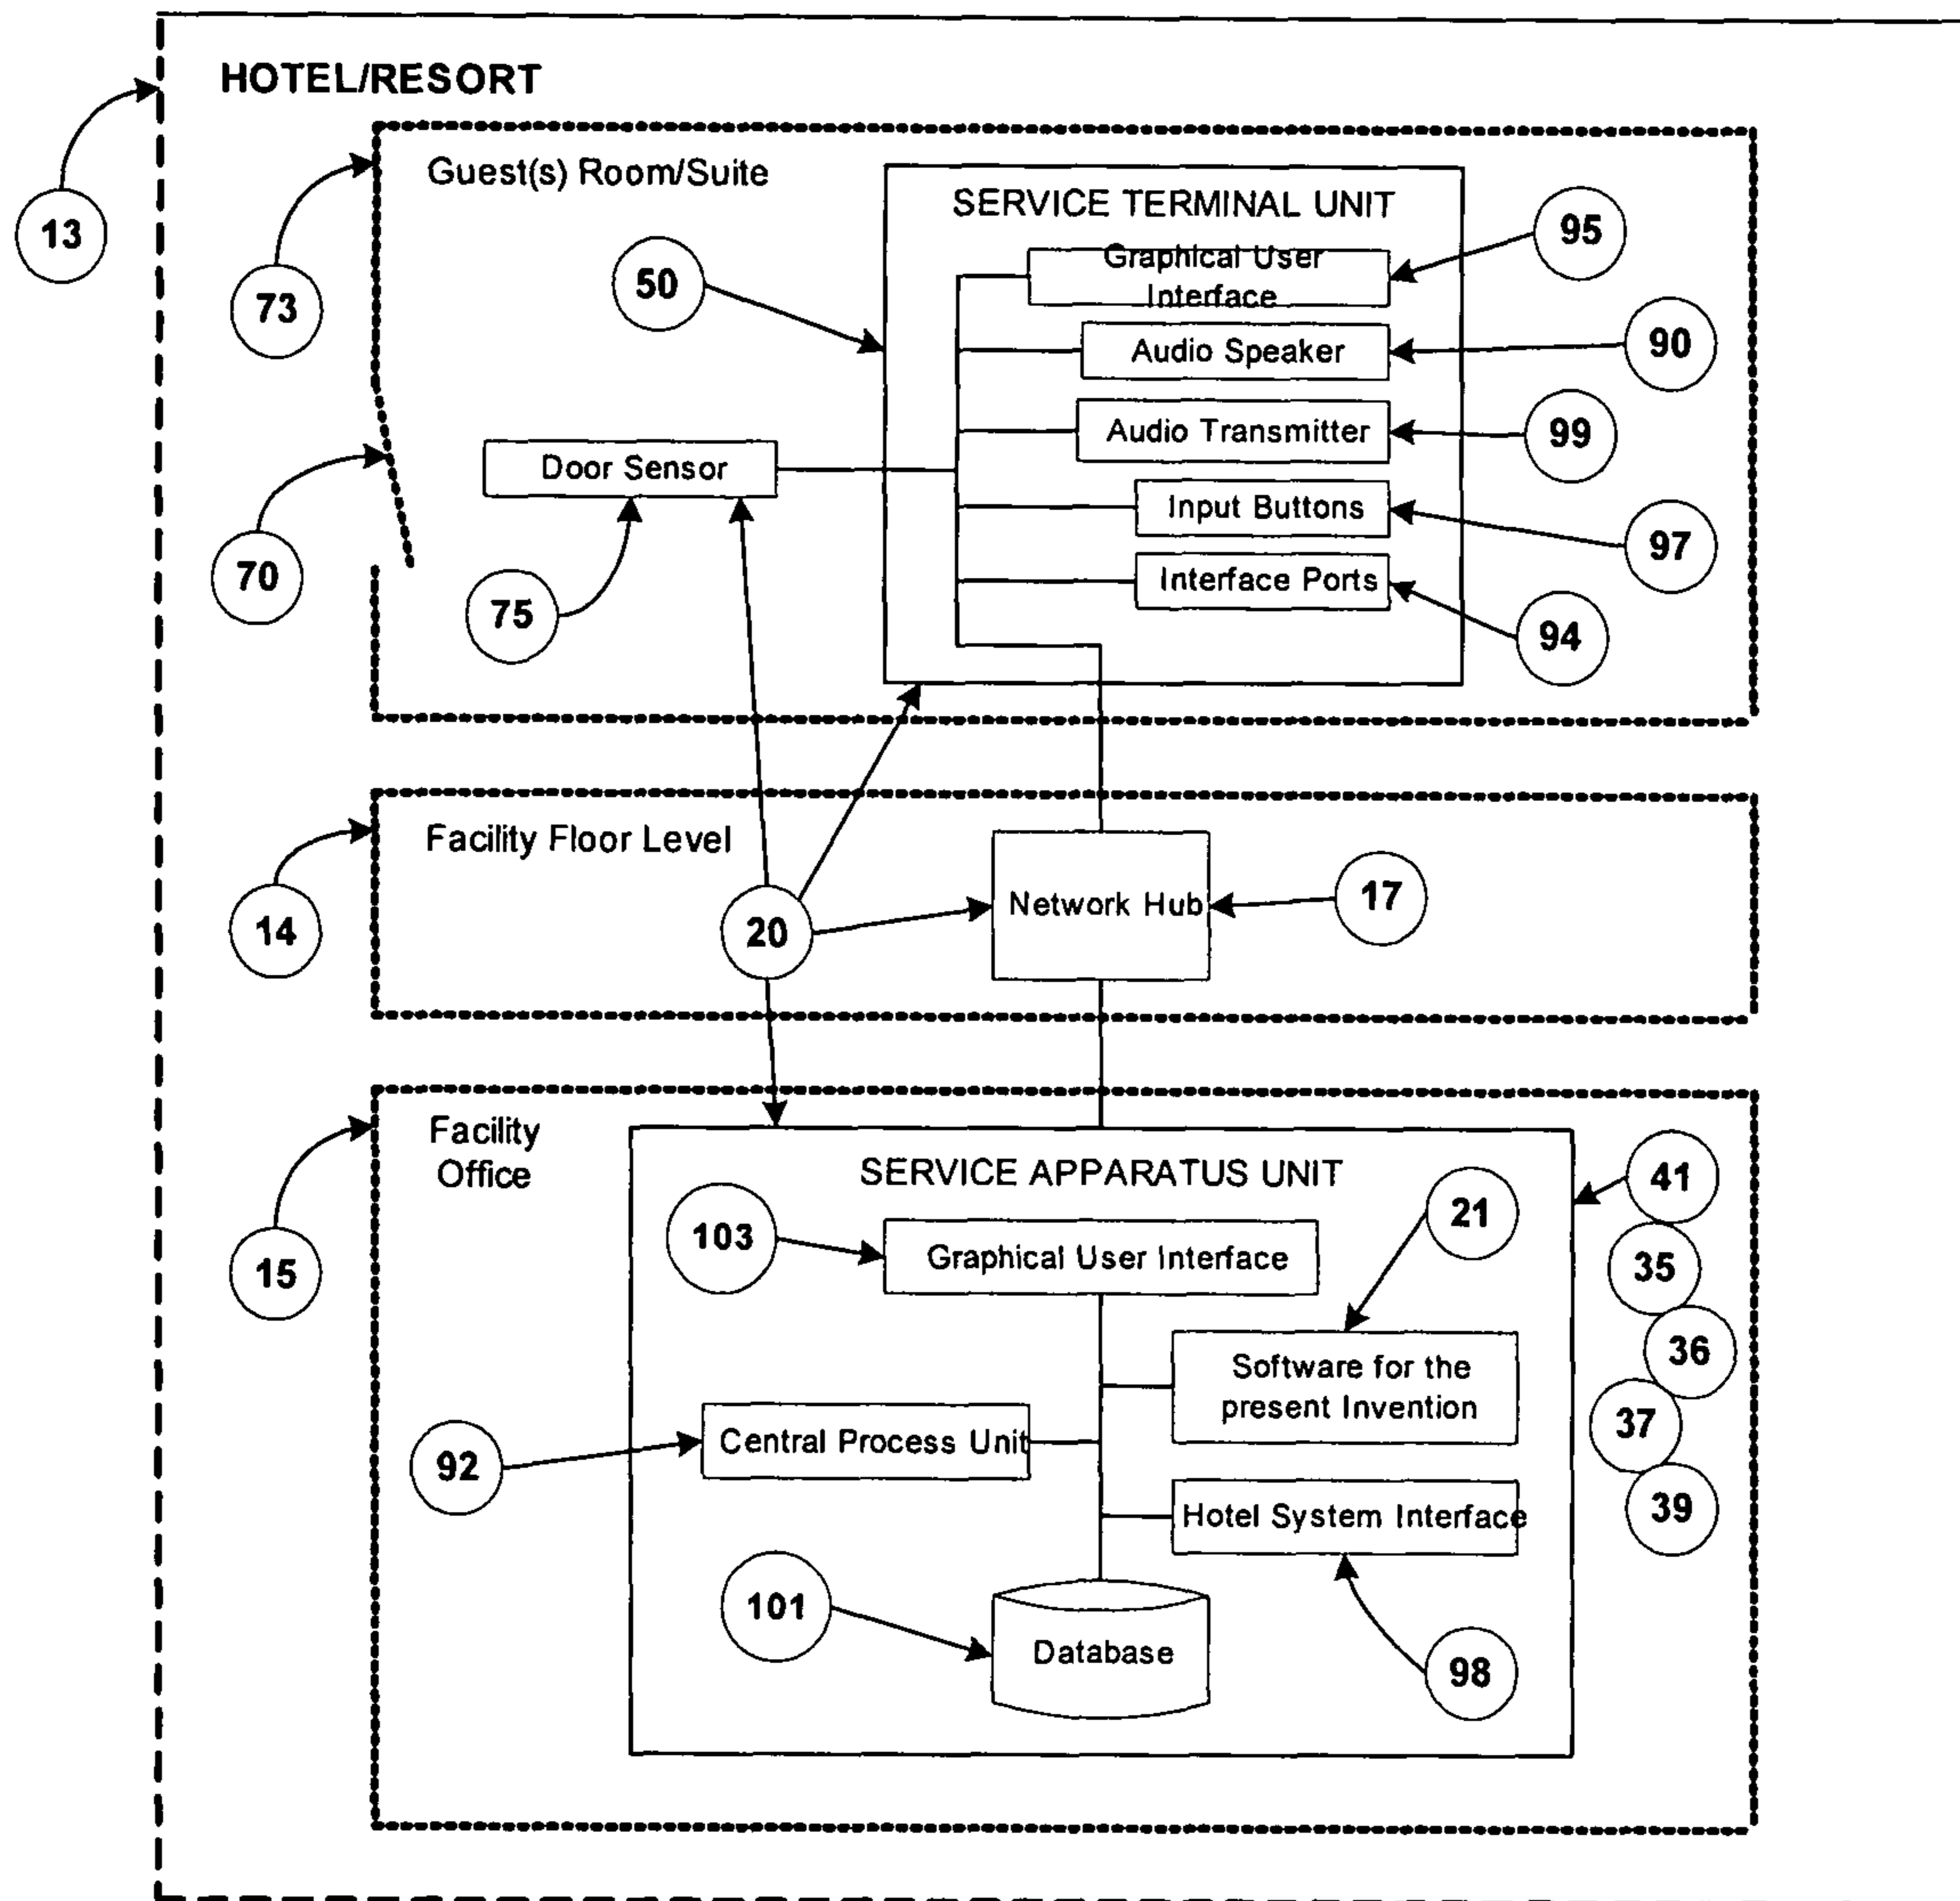 HOTEL/RESORT
13
Guest(s) Room/Suite
73
SERVICE TERMINAL UNIT
50
Graphical User
Interface
95
Audio Speaker
90
Audio Transmitter
99
Door Sensor
Input Buttons
97
70
75
Interface Ports
94
Facility Floor Level
14
20
Network Hub
17
Facility
Office
15
SERVICE APPARATUS UNIT
41
35
36
37
39
103
Graphical User Interface
21
Software for the
present Invention
92
Central Process Unit
Hotel System Interface
101
Database
98